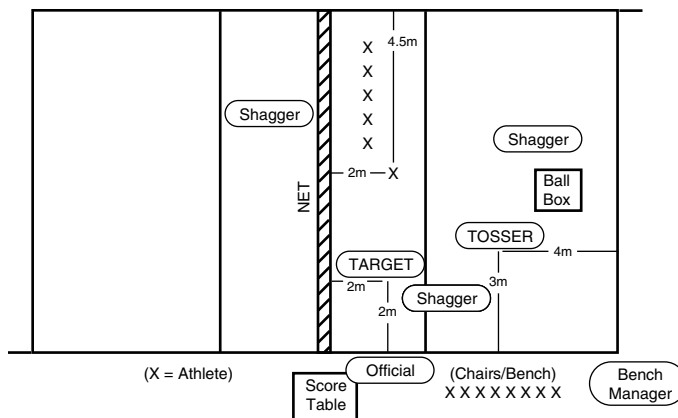 4.5m
X
X
X
X
X
Shagger
Shagger
2m
X
Ball
Box
NET
TOSSER
4m
TARGET
3m
2m
Shagger
2m
(X = Athlete)
Official
(Chairs/Bench)
X X X X X X X X
Bench
Manager
Score
Table